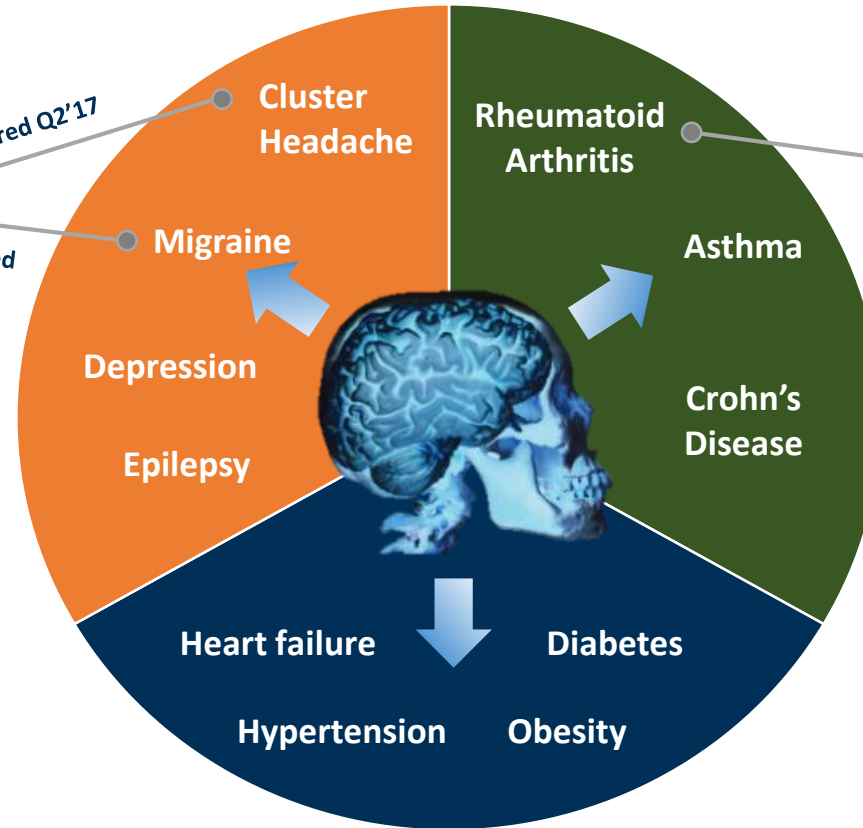 Cluster
Headache
red Q2'17
Migraine
Depression
Epilepsy
Rheumatoid
Arthritis
Asthma
Crohn’s
Disease
Heart failure
Diabetes
Hypertension
Obesity